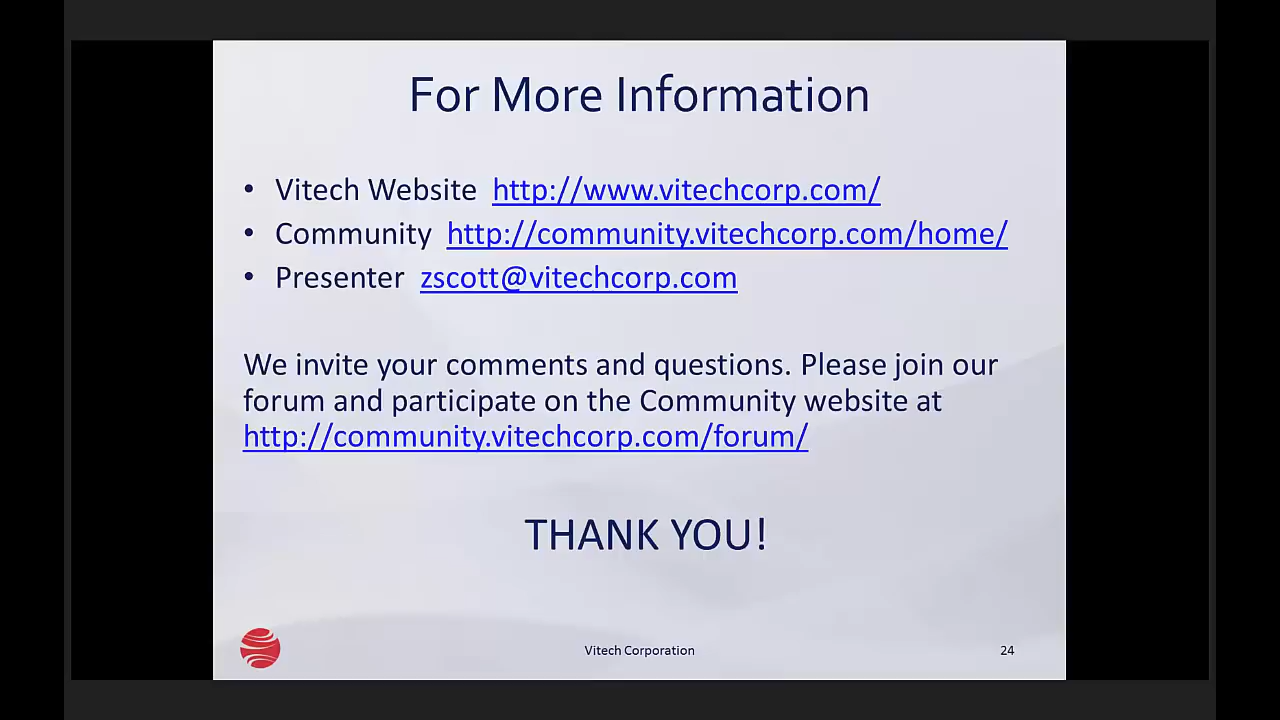 For More Information
• Vitech Website http://www.vitechcorp.com/
• Community http://community.vitechcorp.com/home/
• Presenter zscott@vitechcorp.com
We invite your comments and questions. Please join our
forum and participate on the Community website at
http://community.vitechcorp.com/forum/
THANK YOU!
Vitech Corporation
24